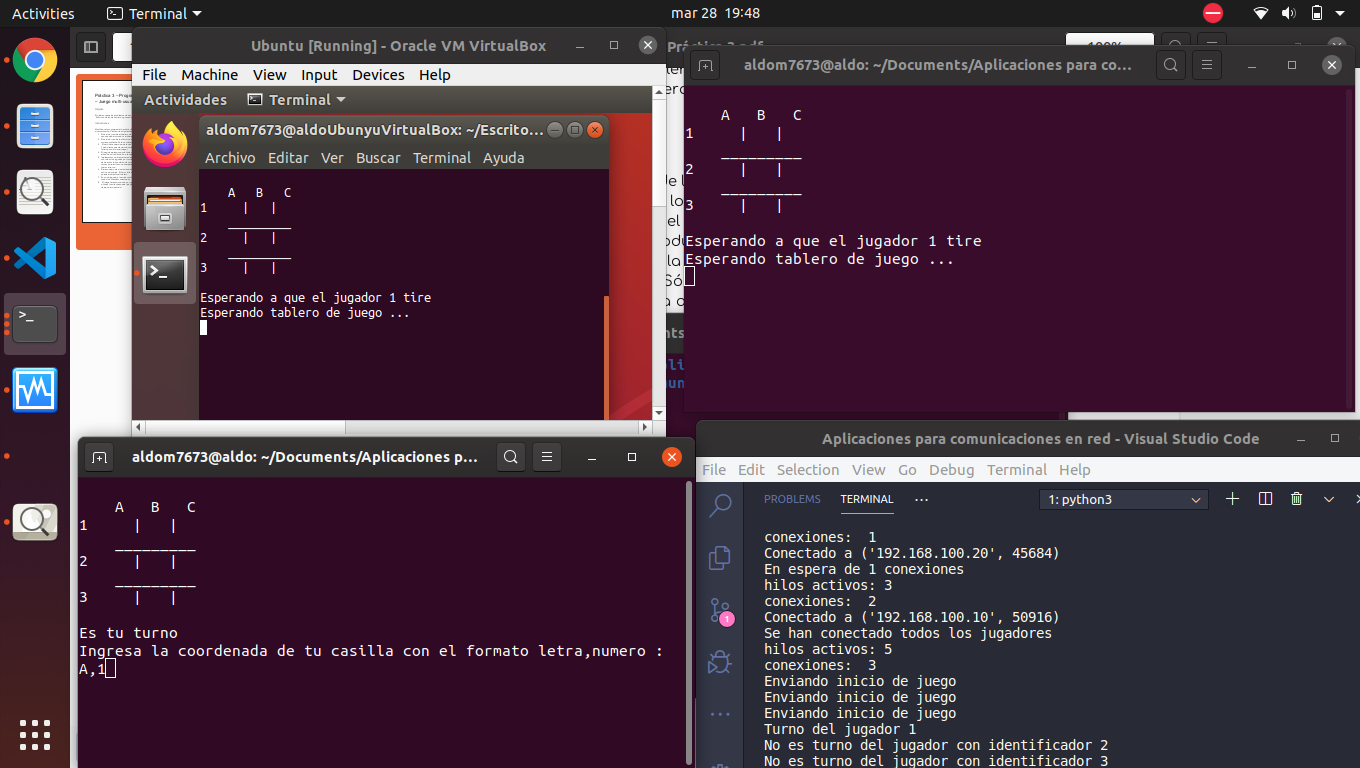 Activities Terminal mar 28 19:48
Ubuntu [Running] - Oracle VM VirtualBox
File Machine View Input Devices Help
Actividades Terminal
aldom7673@aldoUbunyuVirtualBox: ~/Escrito...
Archivo Editar Ver Buscar Terminal Ayuda
A B C
1 | |
_________
2 | |
_________
3 | |
Esperando a que el jugador 1 tire
Esperando tablero de juego ...
Práctica 3.pdf
100%
aldom7673@aldo: ~/Documents/Aplicaciones para co...
A B C
1 | |
_________
2 | |
_________
3 | |
Esperando a que el jugador 1 tire
Esperando tablero de juego ...
aldom7673@aldo: ~/Documents/Aplicaciones p...
A B C
1 | |
_________
2 | |
_________
3 | |
Es tu turno
Ingresa la coordenada de tu casilla con el formato letra,numero :
A,1
Aplicaciones para comunicaciones en red - Visual Studio Code
File Edit Selection View Go Debug Terminal Help
PROBLEMS TERMINAL ... 1: python3
1
conexiones: 1
Conectado a ('192.168.100.20', 45684)
En espera de 1 conexiones
hilos activos: 3
conexiones: 2
Conectado a ('192.168.100.10', 50916)
Se han conectado todos los jugadores
hilos activos: 5
conexiones: 3
Enviando inicio de juego
Enviando inicio de juego
Enviando inicio de juego
Turno del jugador 1
No es turno del jugador con identificador 2
No es turno del jugador con identificador 3